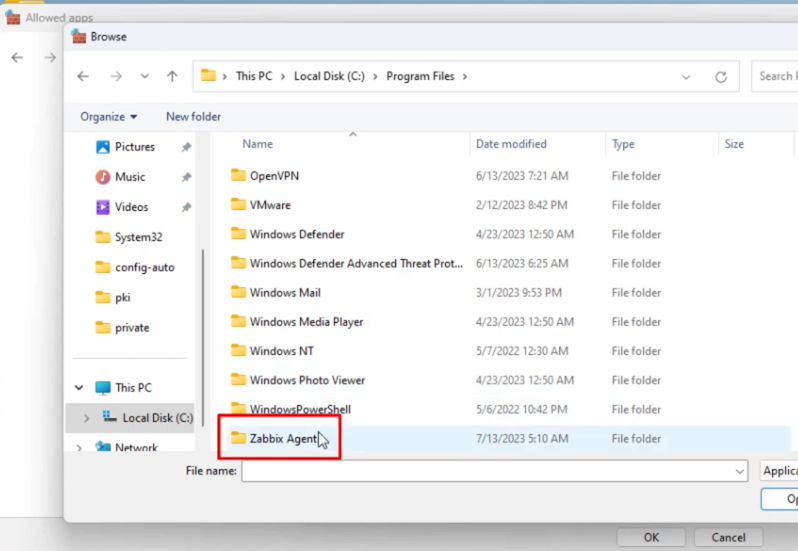 Allowed apps
Browse
This PC > Local Disk (C:) > Program Files >
Search
Organize
New folder
Name Date modified Type Size
Pictures
Music
Videos
System32
config-auto
pki
private
This PC
Local Disk (C:)
Network
OpenVPN 6/13/2023 7:21 AM File folder
VMware 2/12/2023 8:42 PM File folder
Windows Defender 4/23/2023 12:50 AM File folder
Windows Defender Advanced Threat Prot... 6/13/2023 6:25 AM File folder
Windows Mail 3/1/2023 9:53 PM File folder
Windows Media Player 4/23/2023 12:50 AM File folder
Windows NT 5/7/2022 12:30 AM File folder
Windows Photo Viewer 4/23/2023 12:50 AM File folder
WindowsPowerShell 5/6/2022 10:42 PM File folder
Zabbix Agent 7/13/2023 5:10 AM File folder
File name:
Applica
Op
OK Cancel